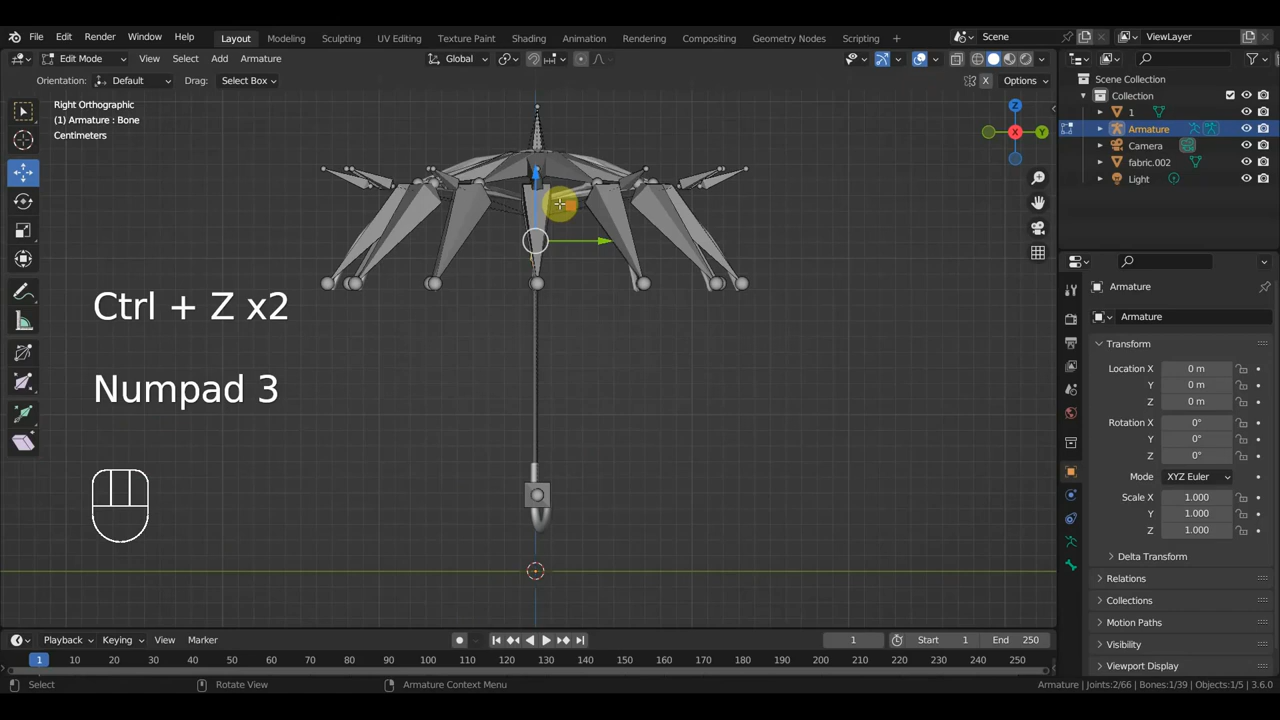 File Edit Render Window Help Layout Modeling Sculpting UV Editing Texture Paint Shading Animation Rendering Compositing Geometry Nodes Scripting + Scene ViewLayer
Edit Mode View Select Add Armature Global
Orientation: Default Drag: Select Box X Options
Right Orthographic
(1) Armature : Bone
Centimeters
Z
X
Y
Scene Collection
Collection
1
Armature
Camera
fabric.002
Light
Ctrl + Z x2
Numpad 3
Armature
Armature
Transform
Location X 0 m
Y 0 m
Z 0 m
Rotation X 0°
Y 0°
Z 0°
Mode XYZ Euler
Scale X 1.000
Y 1.000
Z 1.000
Delta Transform
Relations
Collections
Motion Paths
Visibility
Viewport Display
Playback Keying View Marker 1 Start 1 End 250
1 10 20 30 40 50 60 70 80 90 100 110 120 130 140 150 160 170 180 190 200 210 220 230 240 250
Select Rotate View Armature Context Menu Armature | Joints:2/66 | Bones:1/39 | Objects:1/5 | 3.6.0